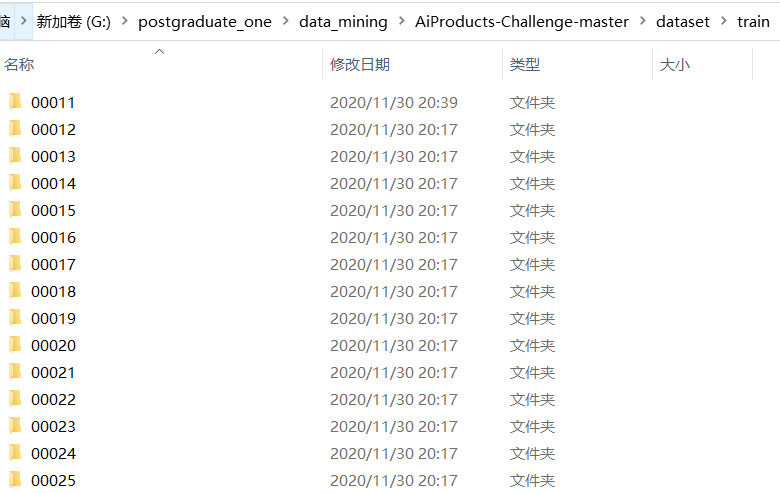 脑 > 新加卷 (G:) > postgraduate_one > data_mining > AiProducts-Challenge-master > dataset > train
名称 修改日期 类型 大小
00011 2020/11/30 20:39 文件夹
00012 2020/11/30 20:17 文件夹
00013 2020/11/30 20:17 文件夹
00014 2020/11/30 20:17 文件夹
00015 2020/11/30 20:17 文件夹
00016 2020/11/30 20:17 文件夹
00017 2020/11/30 20:17 文件夹
00018 2020/11/30 20:17 文件夹
00019 2020/11/30 20:17 文件夹
00020 2020/11/30 20:17 文件夹
00021 2020/11/30 20:17 文件夹
00022 2020/11/30 20:17 文件夹
00023 2020/11/30 20:17 文件夹
00024 2020/11/30 20:17 文件夹
00025 2020/11/30 20:17 文件夹